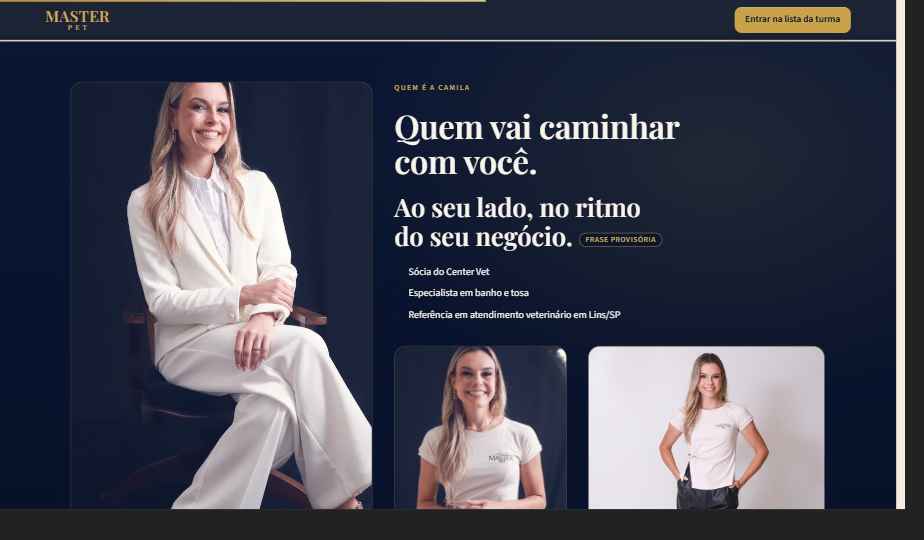 MASTER
PET
Entrar na lista da turma
QUEM É A CAMILA
Quem vai caminhar
com você.
Ao seu lado, no ritmo
do seu negócio. FRASE PROVISÓRIA
Sócia do Center Vet
Especialista em banho e tosa
Referência em atendimento veterinário em Lins/SP
MASTER